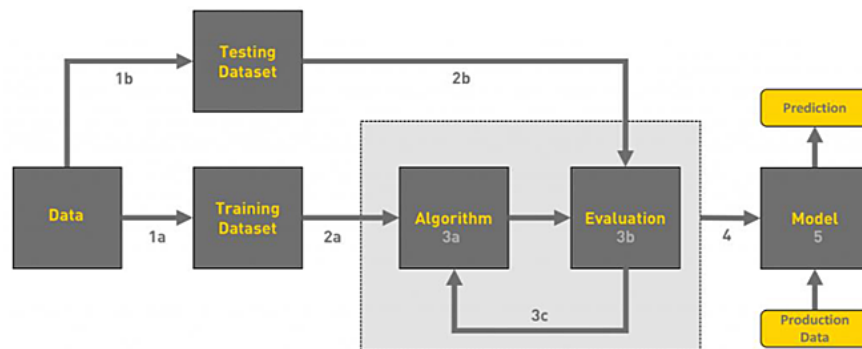 Testing
Dataset
1b
2b
Prediction
Data
1a
Training
Dataset
2a
Algorithm
3a
Evaluation
3b
3c
4
Model
5
Production
Data